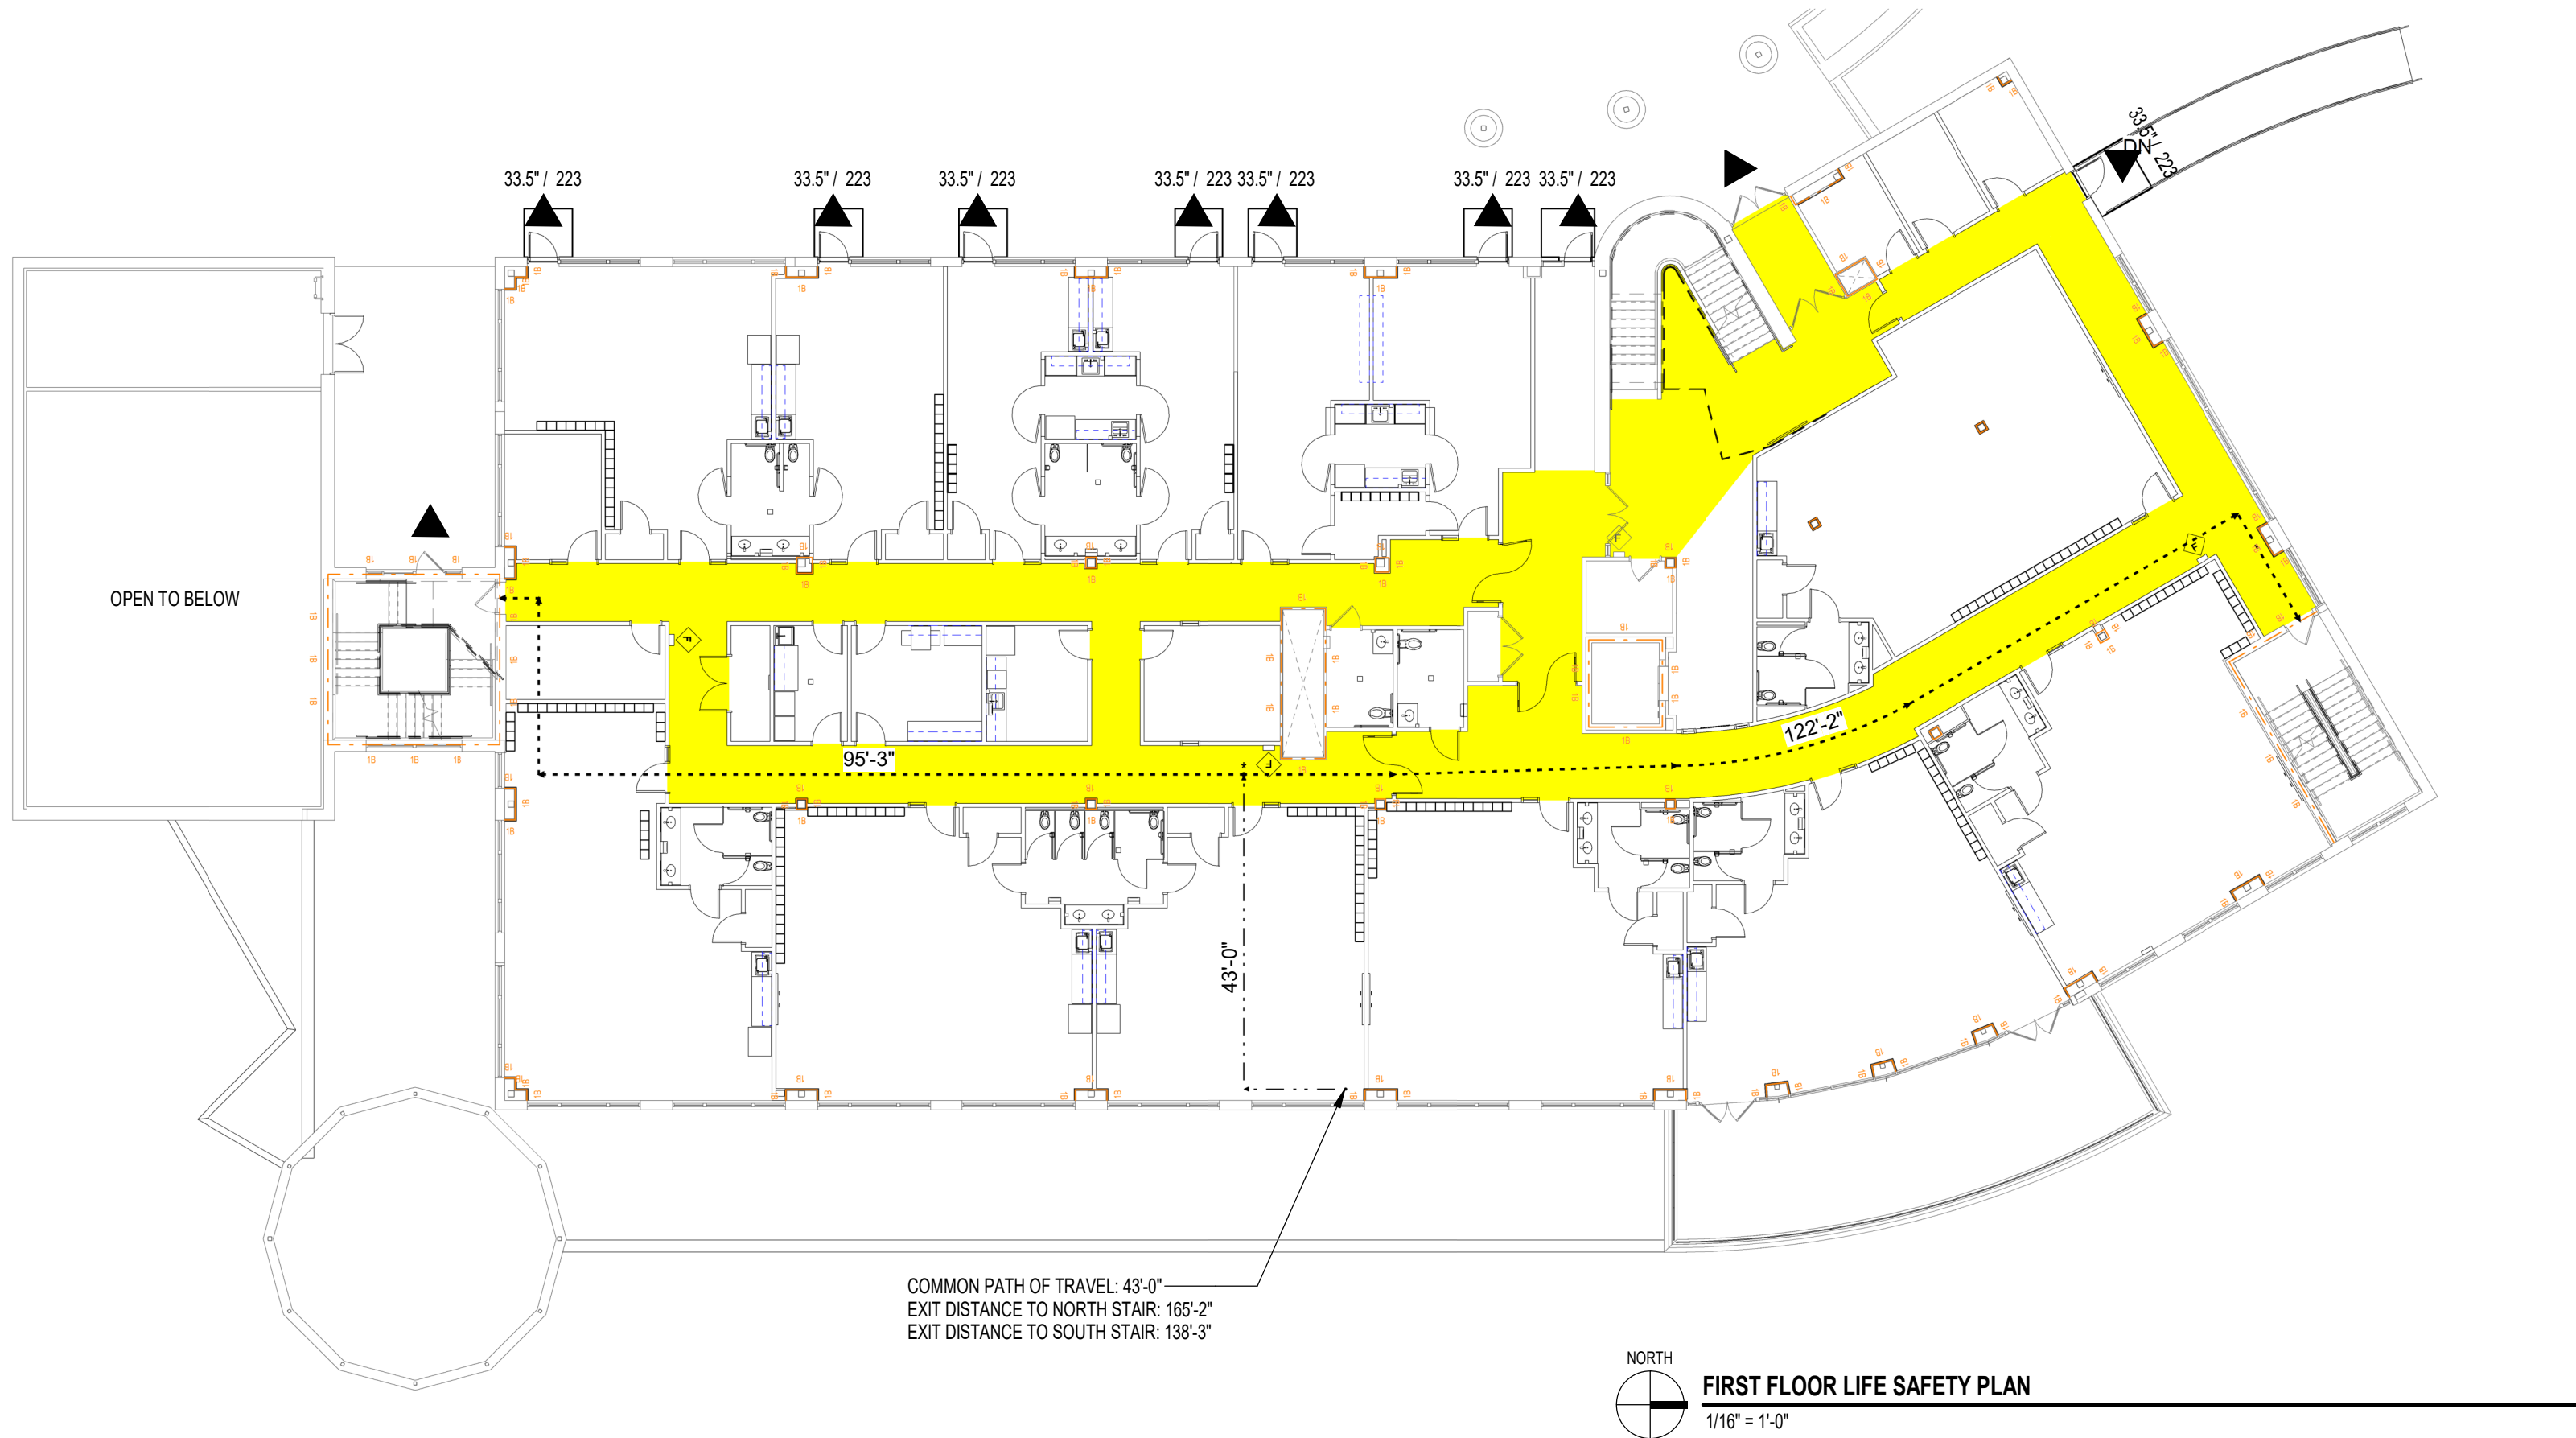 33.5" / 223
33.5" / 223
33.5" / 223
33.5" / 223
33.5" / 223
33.5" / 223
33.5" / 223
33.5" / 223
DN
OPEN TO BELOW
F
F
F
F
95'-3"
122'-2"
43'-0"
1B
COMMON PATH OF TRAVEL: 43'-0"
EXIT DISTANCE TO NORTH STAIR: 165'-2"
EXIT DISTANCE TO SOUTH STAIR: 138'-3"
NORTH
FIRST FLOOR LIFE SAFETY PLAN
1/16" = 1'-0"